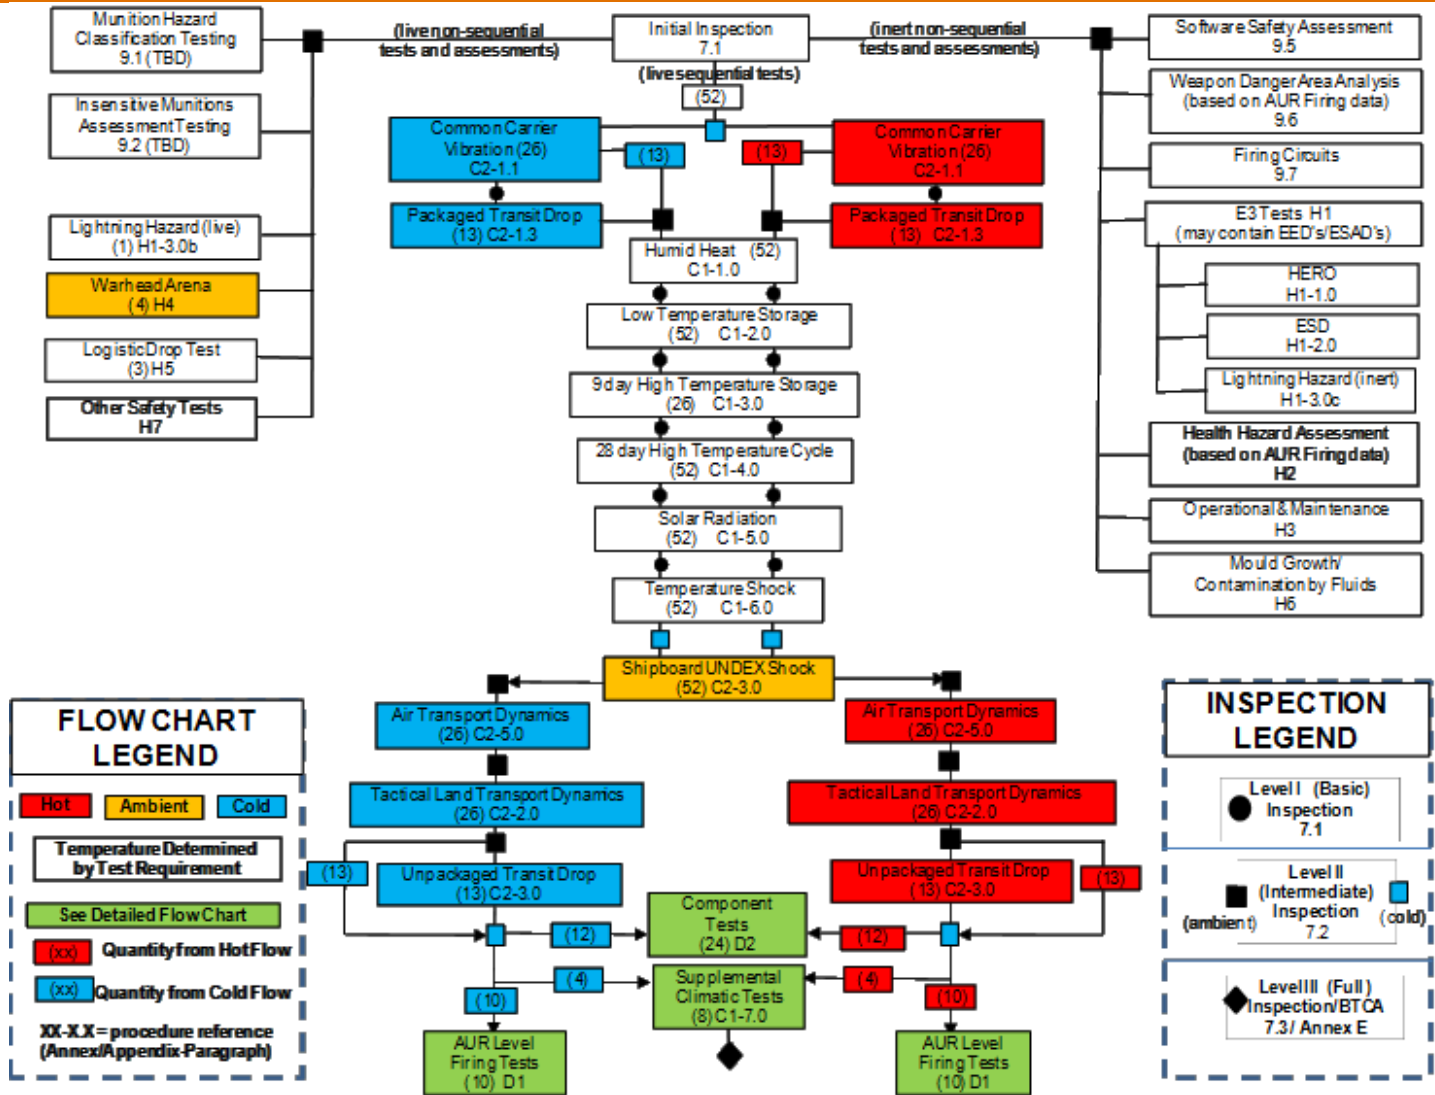 Munition Hazard
Classification Testing
9.1 (TBD)
(live non-sequential
tests and assessments)
Initial Inspection
7.1
(inert non-sequential
tests and assessments)
Software Safety Assessment
9.5
(live sequential tests)
(52)
Insensitive Munitions
Assessment Testing
9.2 (TBD)
Weapon Danger Area Analysis
(based on AUR Firing data)
9.6
Common Carrier
Vibration (26)
C2-1.1
(13)
(13)
Common Carrier
Vibration (26)
C2-1.1
Firing Circuits
9.7
Packaged Transit Drop
(13) C2-1.3
Packaged Transit Drop
(13) C2-1.3
Lightning Hazard (live)
(1) H1-3.0b
E3 Tests H1
(may contain EED's/ESAD's)
Humid Heat (52)
C1-1.0
Warhead Arena
(4) H4
HERO
H1-1.0
Low Temperature Storage
(52) C1-2.0
ESD
H1-2.0
Logistic Drop Test
(3) H5
9 day High Temperature Storage
(26) C1-3.0
Lightning Hazard (inert)
H1-3.0c
Other Safety Tests
H7
28 day High Temperature Cycle
(52) C1-4.0
Health Hazard Assessment
(based on AUR Firing data)
H2
Solar Radiation
(52) C1-5.0
Operational & Maintenance
H3
Temperature Shock
(52) C1-6.0
Mould Growth/
Contamination by Fluids
H6
Shipboard UNDEX Shock
(52) C2-3.0
Air Transport Dynamics
(26) C2-5.0
Air Transport Dynamics
(26) C2-5.0
Tactical Land Transport Dynamics
(26) C2-2.0
Tactical Land Transport Dynamics
(26) C2-2.0
(13)
Unpackaged Transit Drop
(13) C2-3.0
Unpackaged Transit Drop
(13) C2-3.0
(13)
(12)
Component
Tests
(24) D2
(12)
(4)
Supplemental
Climatic Tests
(8) C1-7.0
(4)
(10)
(10)
AUR Level
Firing Tests
(10) D1
AUR Level
Firing Tests
(10) D1
FLOW CHART
LEGEND
Hot
Ambient
Cold
Temperature Determined
by Test Requirement
See Detailed Flow Chart
(xx)
Quantity from Hot Flow
(xx)
Quantity from Cold Flow
XX-X.X = procedure reference
(Annex/Appendix-Paragraph)
INSPECTION
LEGEND
Level I (Basic)
Inspection
7.1
Level II
(Intermediate)
Inspection
7.2
(ambient)
(cold)
Level III (Full)
Inspection/BTCA
7.3/ Annex E